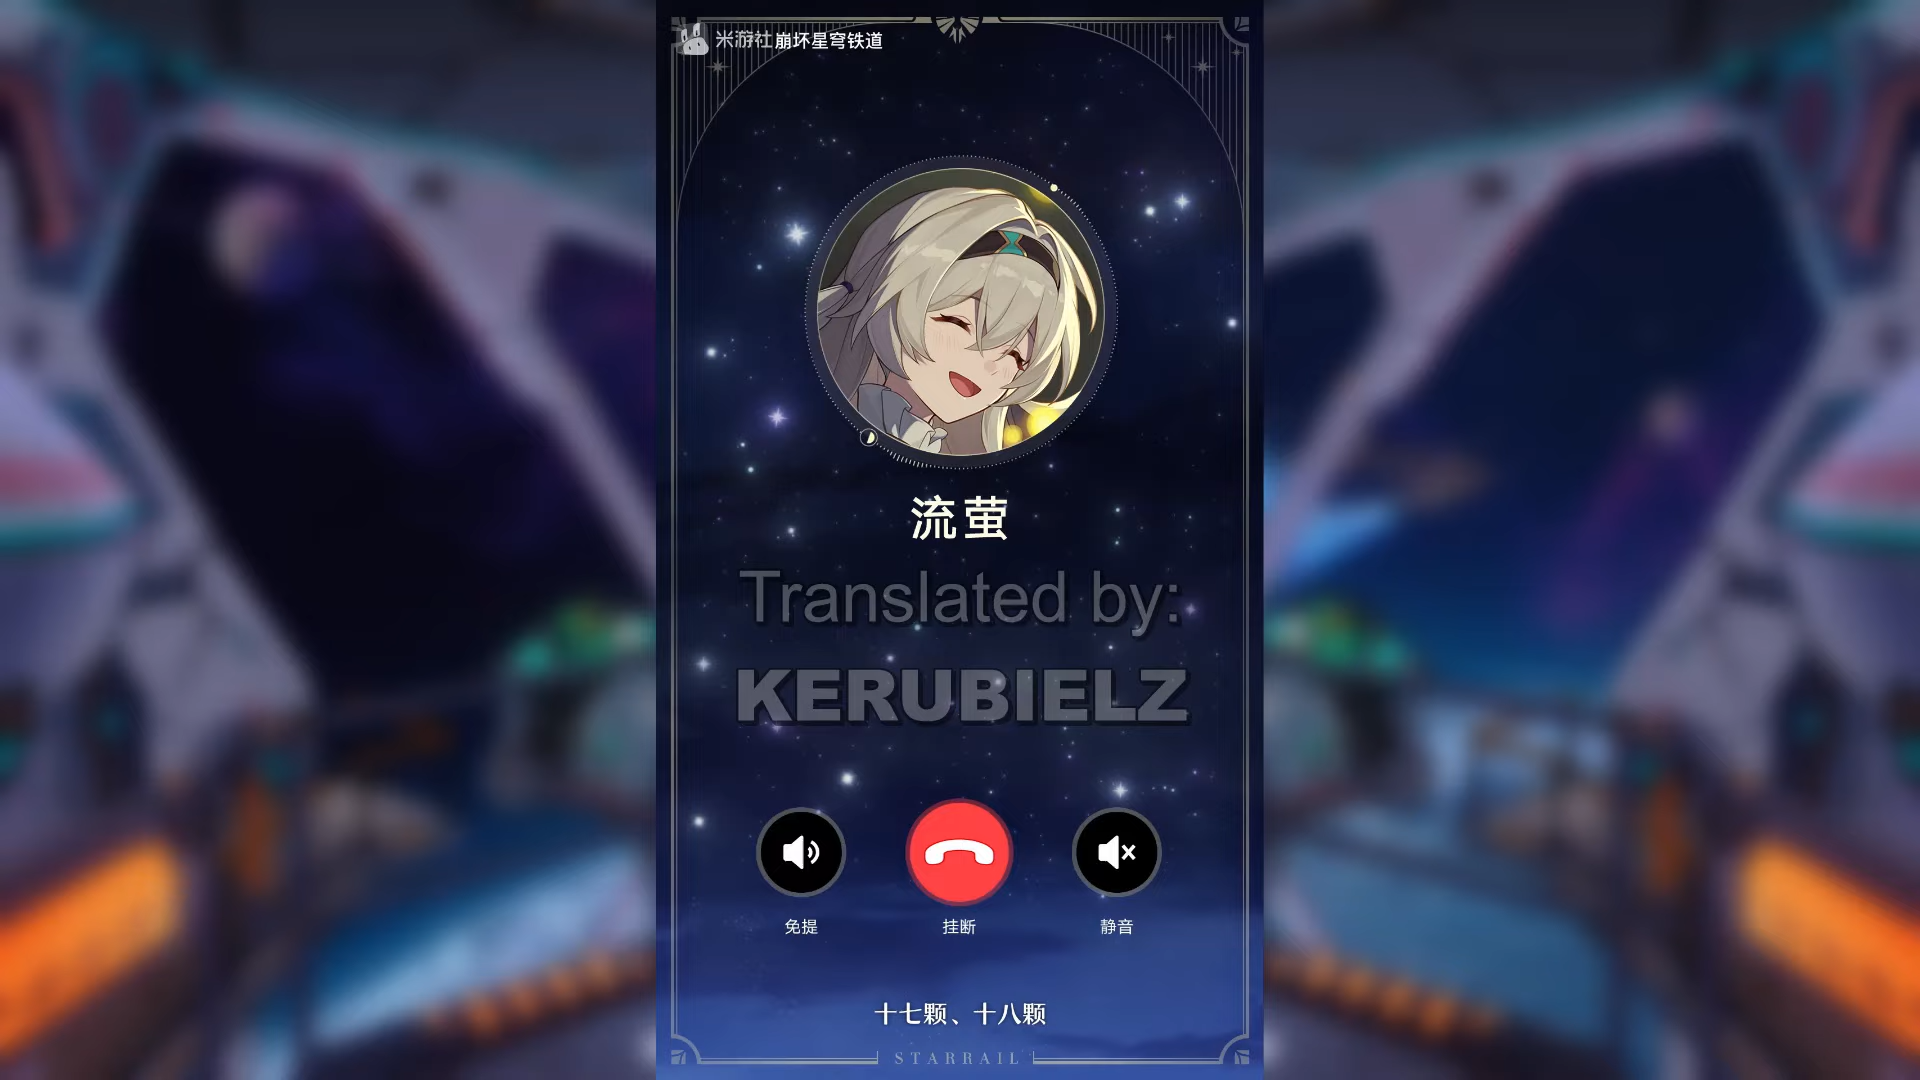 米游社崩坏星穹铁道
流萤
Translated by:
KERUBIELZ
免提
挂断
静音
十七颗、十八颗
STARRAIL